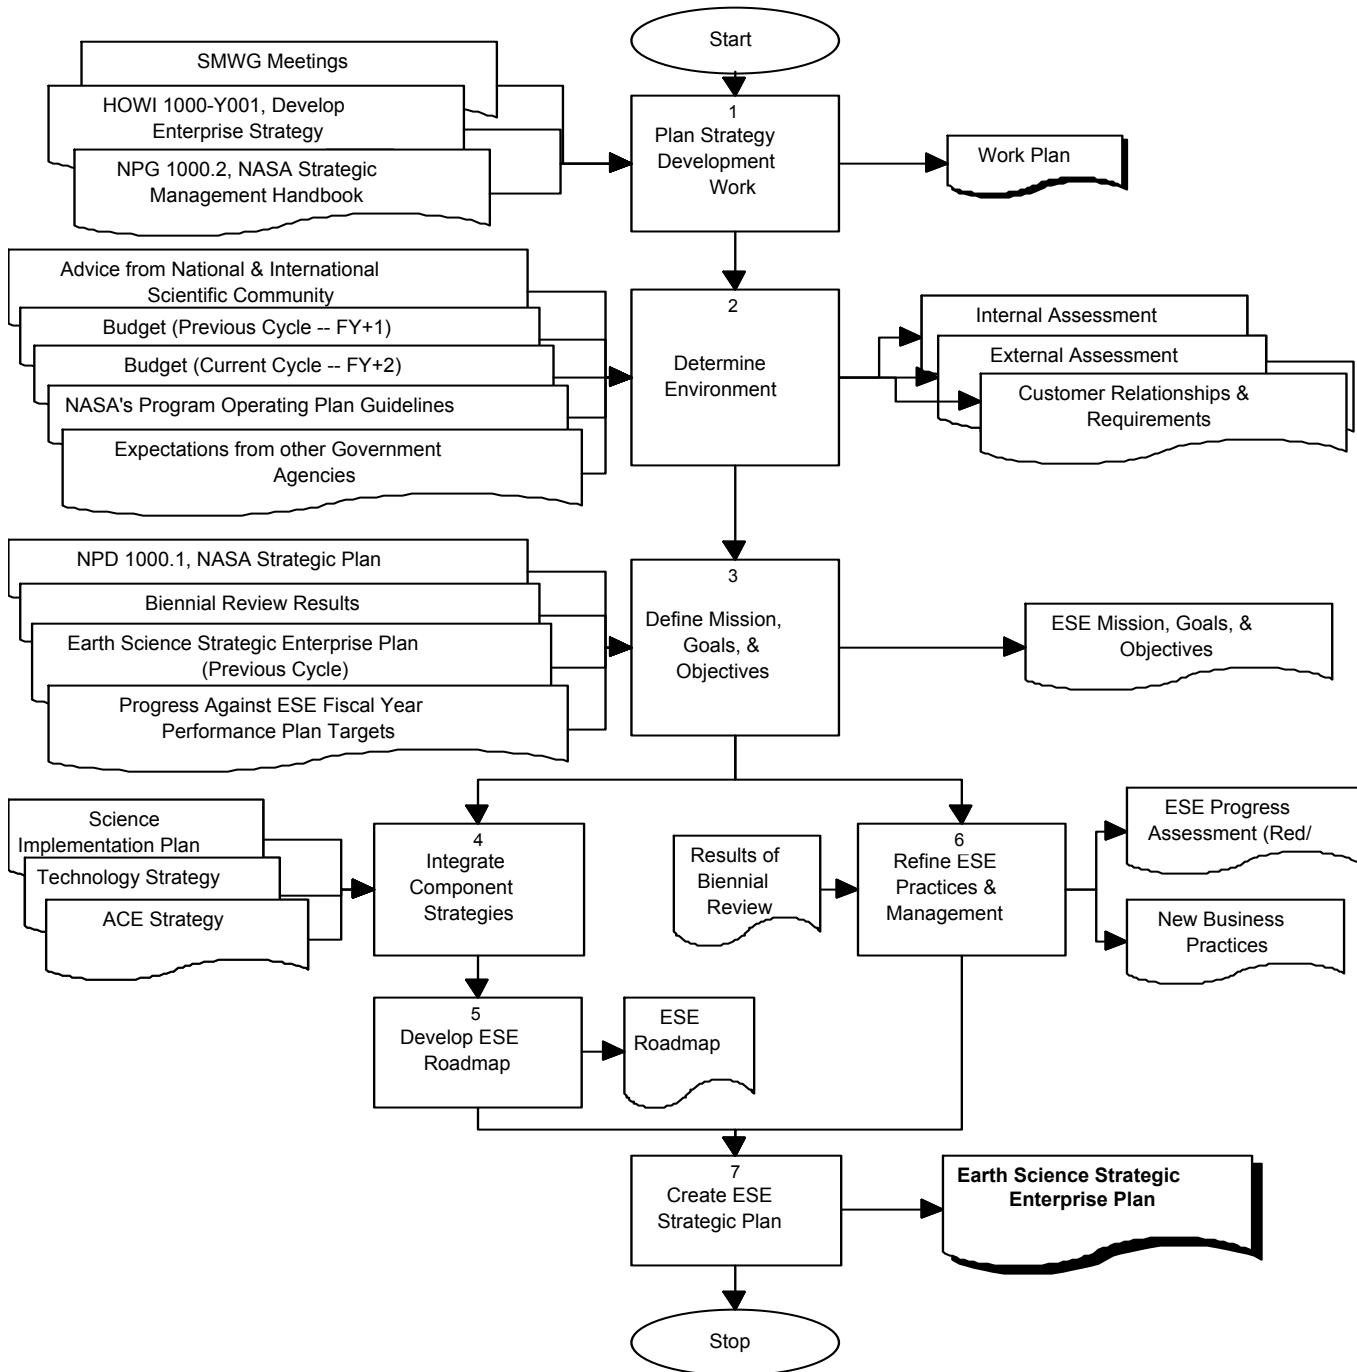 Start
SMWG Meetings
HOWI 1000-Y001, Develop
Enterprise Strategy
NPG 1000.2, NASA Strategic
Management Handbook
1
Plan Strategy
Development
Work
Work Plan
Advice from National & International
Scientific Community
Budget (Previous Cycle -- FY+1)
Budget (Current Cycle -- FY+2)
NASA's Program Operating Plan Guidelines
Expectations from other Government
Agencies
2
Determine
Environment
Internal Assessment
External Assessment
Customer Relationships &
Requirements
NPD 1000.1, NASA Strategic Plan
Biennial Review Results
Earth Science Strategic Enterprise Plan
(Previous Cycle)
Progress Against ESE Fiscal Year
Performance Plan Targets
3
Define Mission,
Goals, &
Objectives
ESE Mission, Goals, &
Objectives
Science
Implementation Plan
Technology Strategy
ACE Strategy
4
Integrate
Component
Strategies
Results of
Biennial
Review
6
Refine ESE
Practices &
Management
ESE Progress
Assessment (Red/
New Business
Practices
5
Develop ESE
Roadmap
ESE
Roadmap
7
Create ESE
Strategic Plan
Earth Science Strategic
Enterprise Plan
Stop